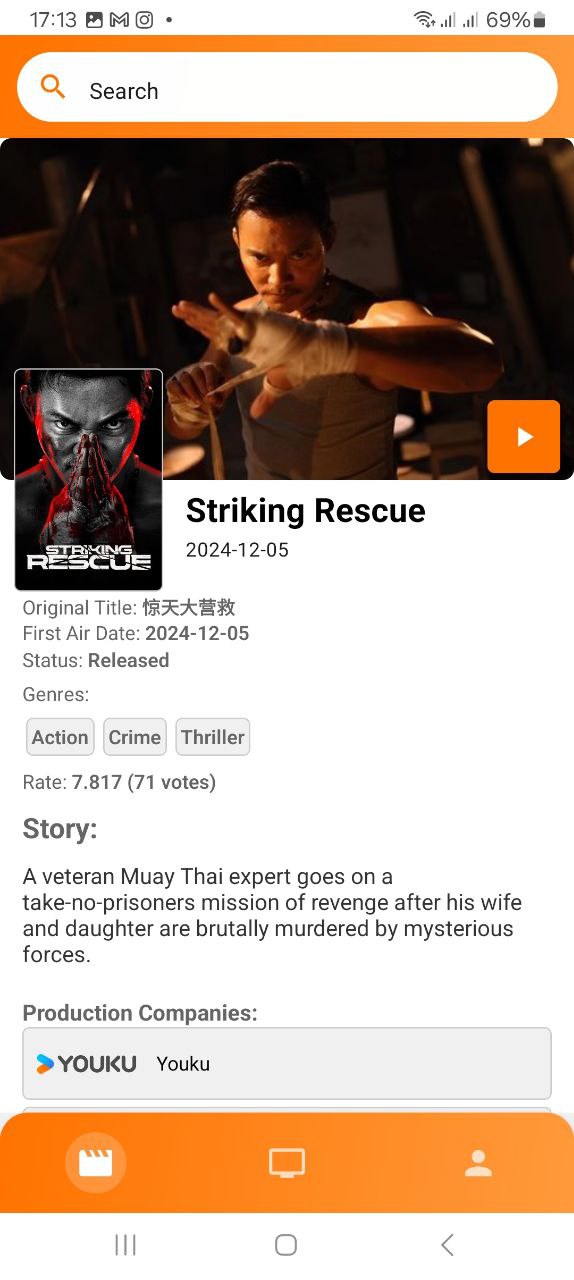 17:13
69%
Search
STRIKING
RESCUE
Striking Rescue
2024-12-05
Original Title: 惊天大营救
First Air Date: 2024-12-05
Status: Released
Genres:
Action Crime Thriller
Rate: 7.817 (71 votes)
Story:
A veteran Muay Thai expert goes on a
take-no-prisoners mission of revenge after his wife
and daughter are brutally murdered by mysterious
forces.
Production Companies:
YOUKU Youku